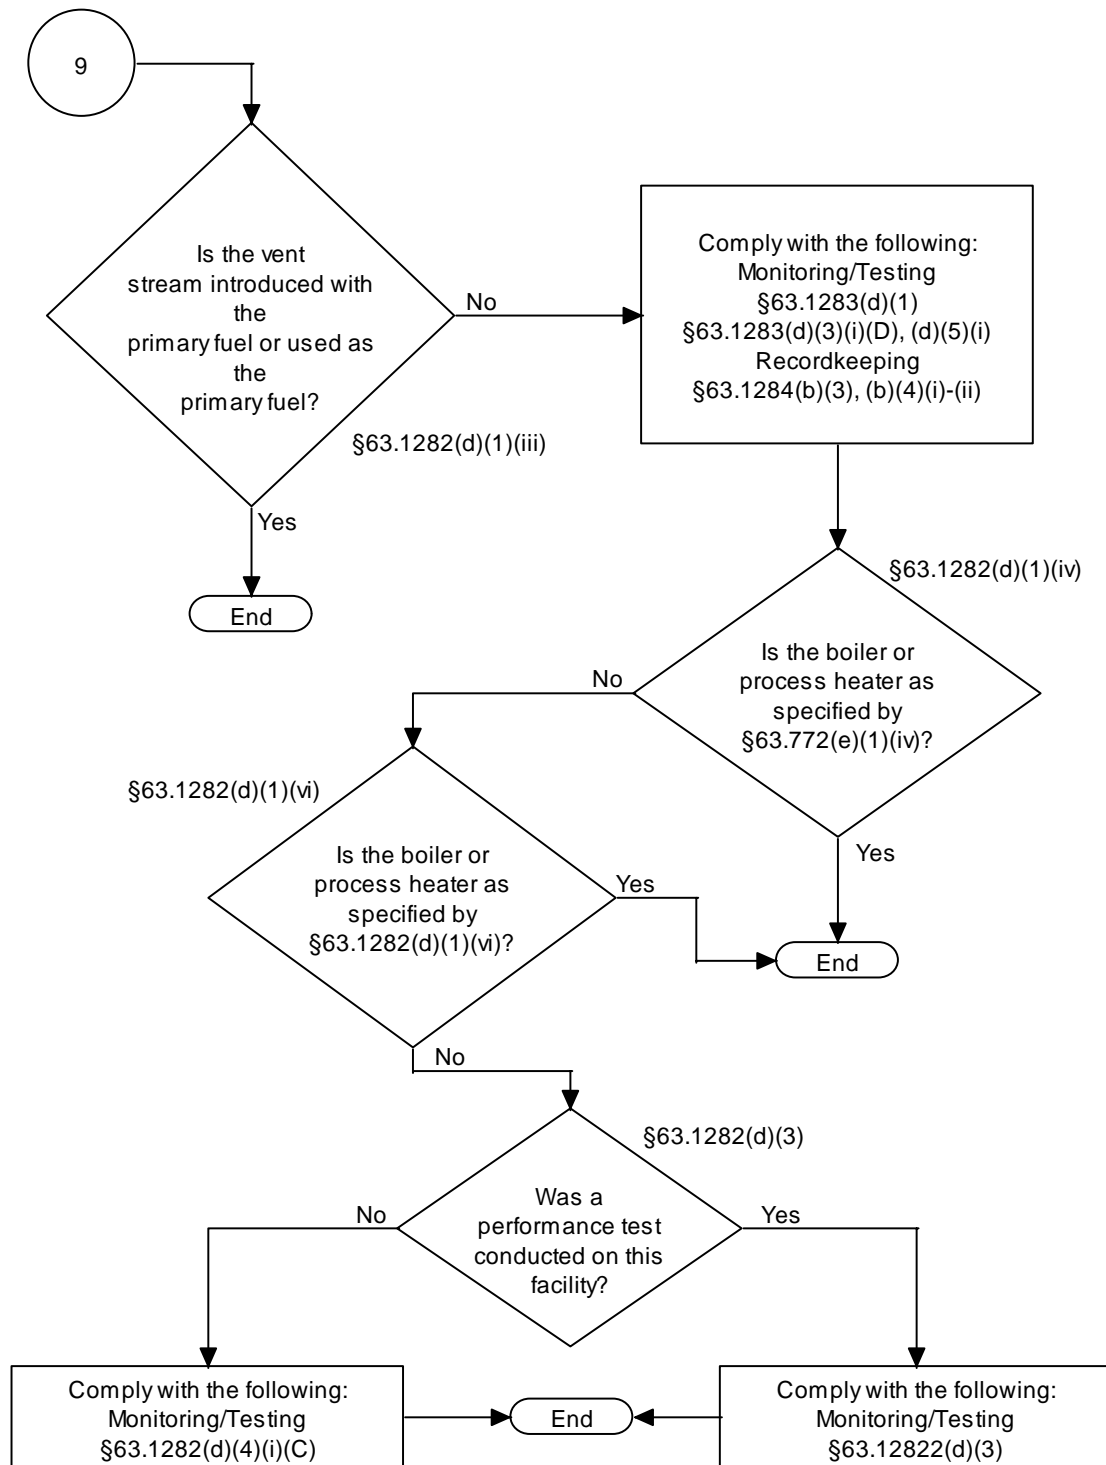 9
Is the vent
stream introduced with
the
primary fuel or used as
the
primary fuel?
No
§63.1282(d)(1)(iii)
Yes
End
Comply with the following:
Monitoring/Testing
§63.1283(d)(1)
§63.1283(d)(3)(i)(D), (d)(5)(i)
Recordkeeping
§63.1284(b)(3), (b)(4)(i)-(ii)
§63.1282(d)(1)(iv)
Is the boiler or
process heater as
specified by
§63.772(e)(1)(iv)?
No
Yes
End
§63.1282(d)(1)(vi)
Is the boiler or
process heater as
specified by
§63.1282(d)(1)(vi)?
Yes
No
§63.1282(d)(3)
Was a
performance test
conducted on this
facility?
No
Yes
Comply with the following:
Monitoring/Testing
§63.1282(d)(4)(i)(C)
End
Comply with the following:
Monitoring/Testing
§63.12822(d)(3)